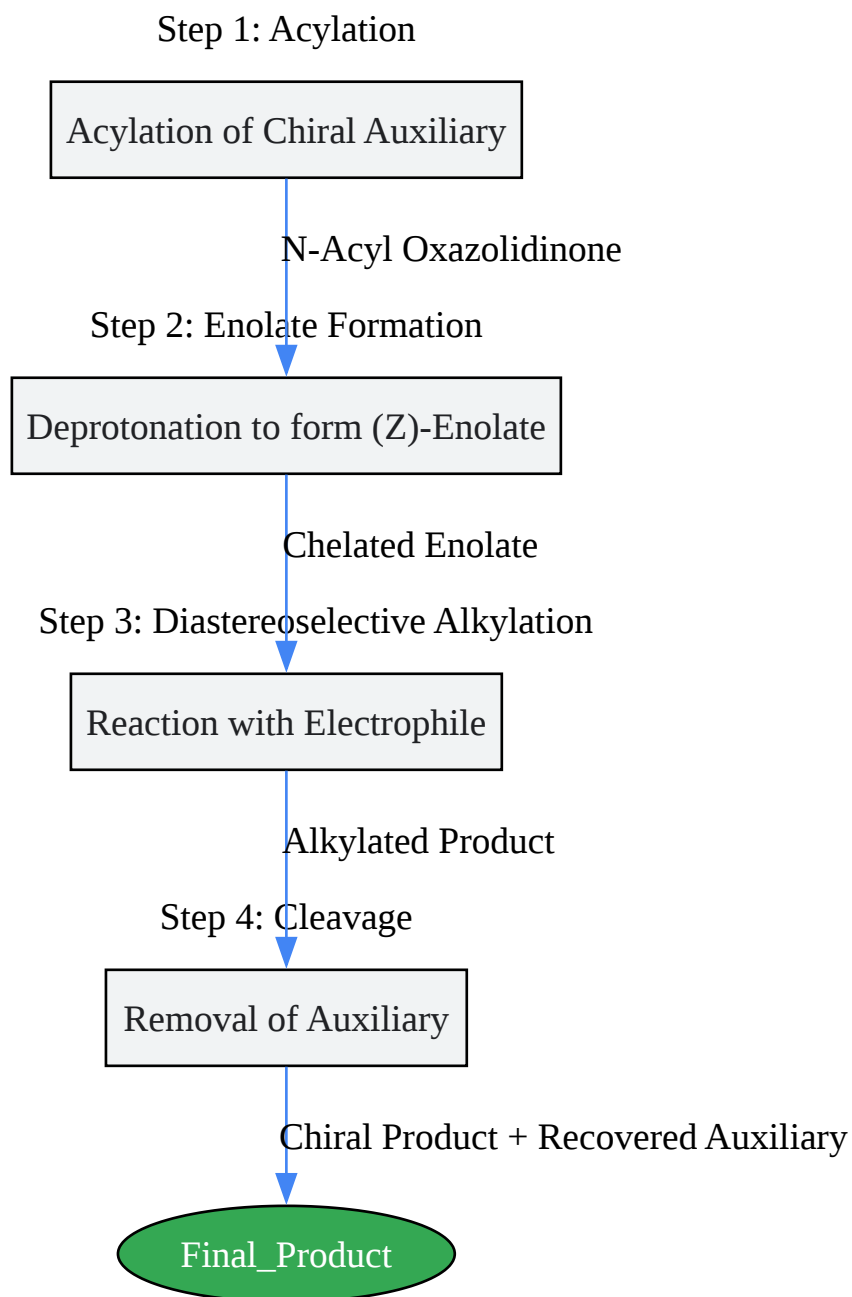 Step 1: Acylation
Acylation of Chiral Auxiliary
N-Acyl Oxazolidinone
Step 2: Enolate Formation
Deprotonation to form (Z)-Enolate
Chelated Enolate
Step 3: Diastereoselective Alkylation
Reaction with Electrophile
Alkylated Product
Step 4: Cleavage
Removal of Auxiliary
Chiral Product + Recovered Auxiliary
Final_Product